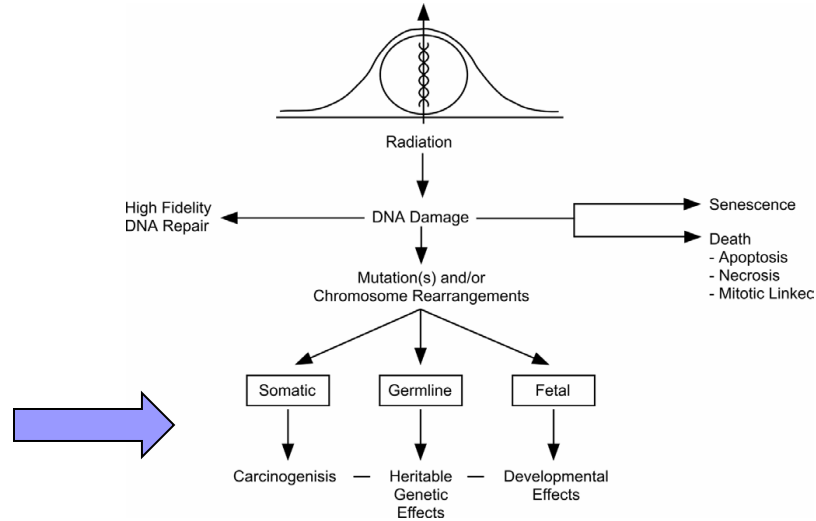 Radiation
High Fidelity
DNA Repair
DNA Damage
Senescence
Death
- Apoptosis
- Necrosis
- Mitotic Linkec
Mutation(s) and/or
Chromosome Rearrangements
Somatic
Germline
Fetal
Carcinogenisis — Heritable — Developmental
Genetic Effects
Effects